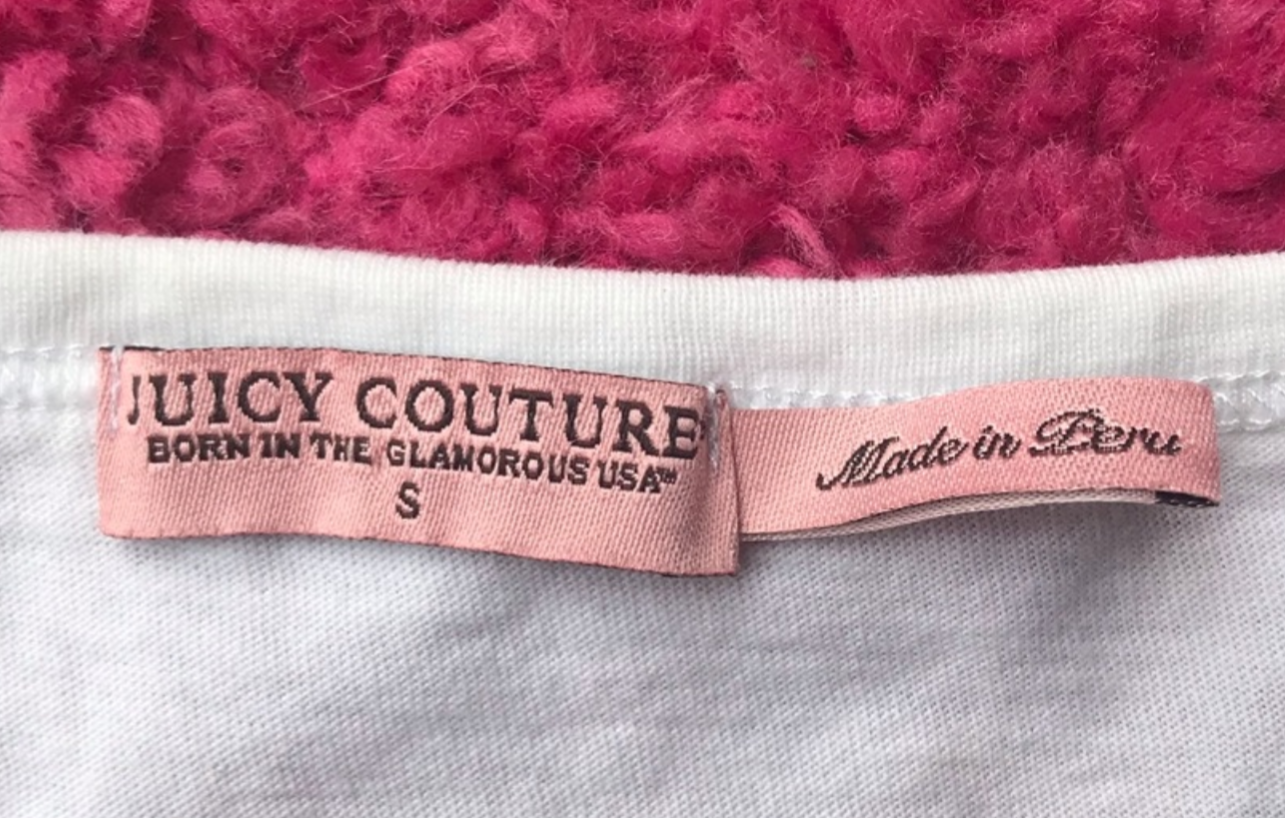 JUICY COUTURE
BORN IN THE GLAMOROUS USA™
S
Made in Peru